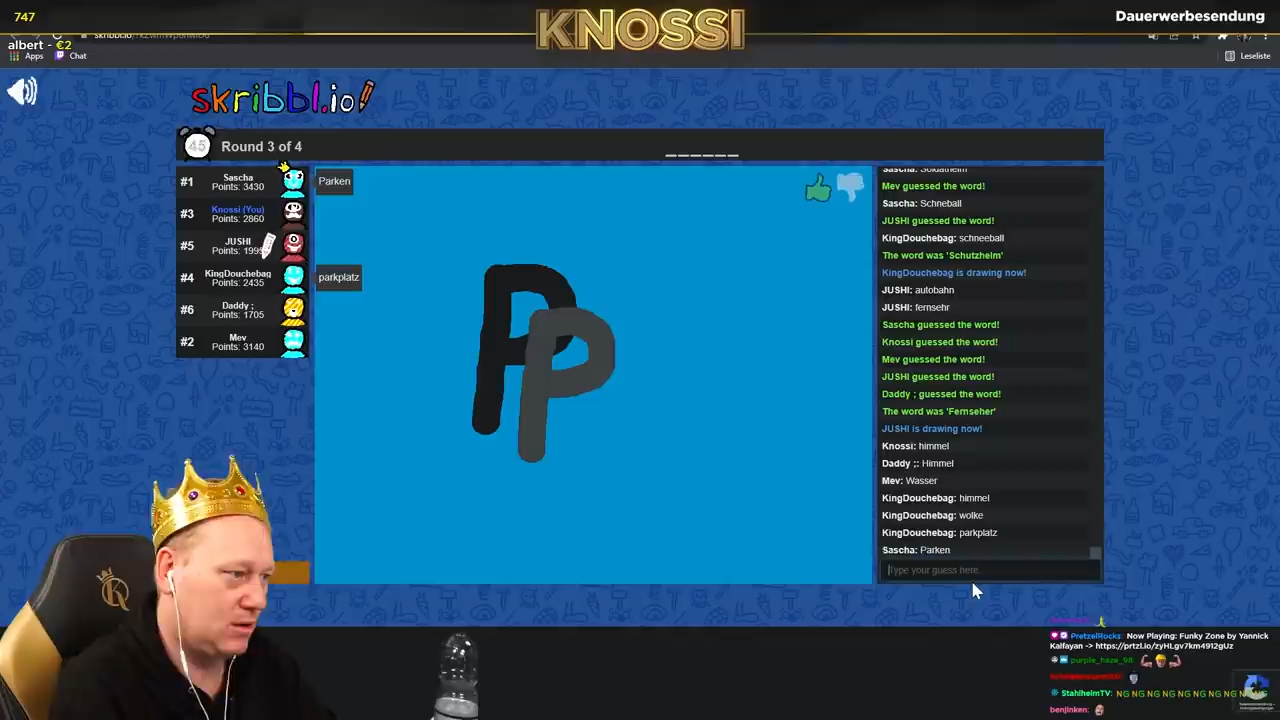 747
KNOSSI
Dauerwerbesendung
albert - €2
Apps
Chat
Leseliste
skribbl.io
45
Round 3 of 4
______
#1
Sascha
Points: 3430
#3
Knossi (You)
Points: 2860
#5
JUSHI
#4
KingDouchebag
Points: 2435
#6
Daddy ;
Points: 1705
#2
Mev
Points: 3140
Parken
parkplatz
P
P
Mev guessed the word!
Sascha: Schneball
JUSHI guessed the word!
KingDouchebag: schneeball
The word was 'Schutzhelm'
KingDouchebag is drawing now!
JUSHI: autobahn
JUSHI: fernsehr
Sascha guessed the word!
Knossi guessed the word!
Mev guessed the word!
JUSHI guessed the word!
Daddy ; guessed the word!
The word was 'Fernseher'
JUSHI is drawing now!
Knossi: himmel
Daddy ;: Himmel
Mev: Wasser
KingDouchebag: himmel
KingDouchebag: wolke
KingDouchebag: parkplatz
Sascha: Parken
Type your guess here...
PretzelRocks: Now Playing: Funky Zone by Yannick
Kalfayan -> https://prtzl.io/zyHLgv7km4912gUz
purple_haze_98:
StahlhelmTV: NG NG NG NG NG NG NG NG NG
benjinken: